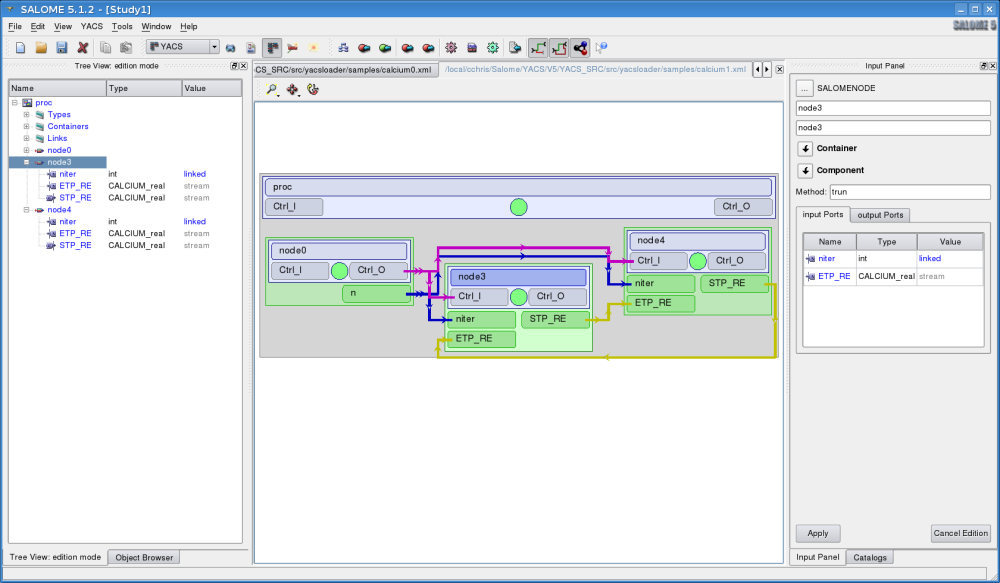 SALOME 5.1.2 - [Study1]
File Edit View YACS Tools Window Help
SALOME 5
YACS
Tree View: edition mode
Name Type Value
proc
Types
Containers
Links
node0
node3
niter int linked
ETP_RE CALCIUM_real stream
STP_RE CALCIUM_real stream
node4
niter int linked
ETP_RE CALCIUM_real stream
STP_RE CALCIUM_real stream
Tree View: edition mode Object Browser
CS_SRC/src/yacsloader/samples/calcium0.xml /local/cchris/Salome/YACS/V5/YACS_SRC/src/yacsloader/samples/calcium1.xml
proc
Ctrl_I Ctrl_O
node0
Ctrl_I Ctrl_O
n
node3
Ctrl_I Ctrl_O
niter STP_RE
ETP_RE
node4
Ctrl_I Ctrl_O
niter STP_RE
ETP_RE
Input Panel
... SALOMENODE
node3
node3
Container
Component
Method: trun
input Ports output Ports
Name Type Value
niter int linked
ETP_RE CALCIUM_real stream
Apply Cancel Edition
Input Panel Catalogs